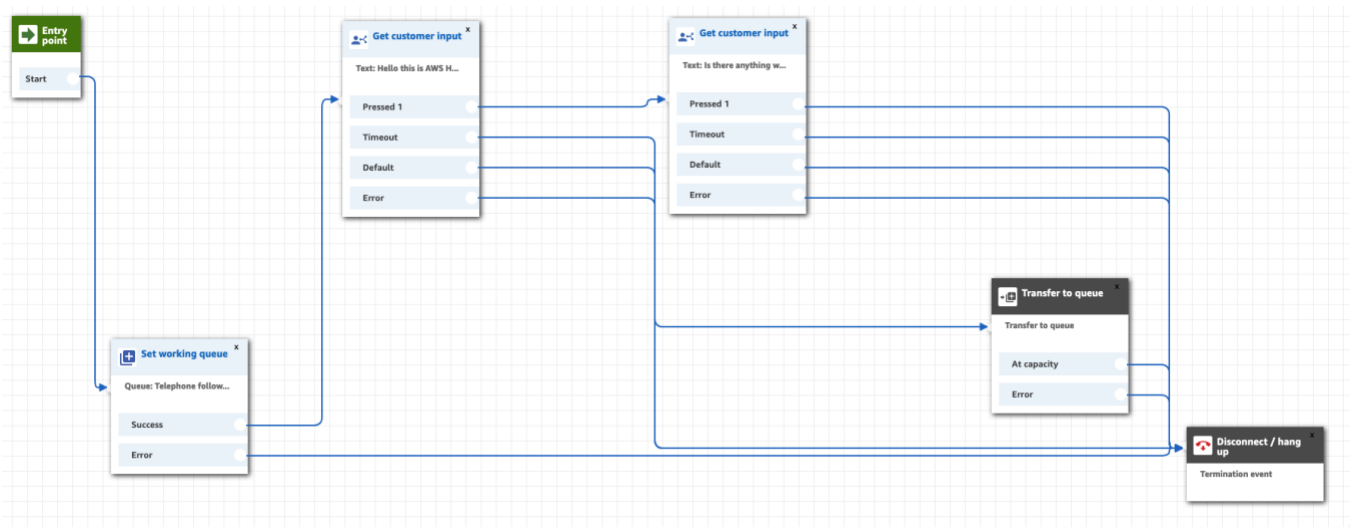 Entry
point
Start
Get customer input
x
Text: Hello this is AWS H...
Pressed 1
Timeout
Default
Error
Get customer input
x
Text: Is there anything w...
Pressed 1
Timeout
Default
Error
Transfer to queue
x
Transfer to queue
At capacity
Error
Set working queue
x
Queue: Telephone follow...
Success
Error
Disconnect / hang
up
x
Termination event